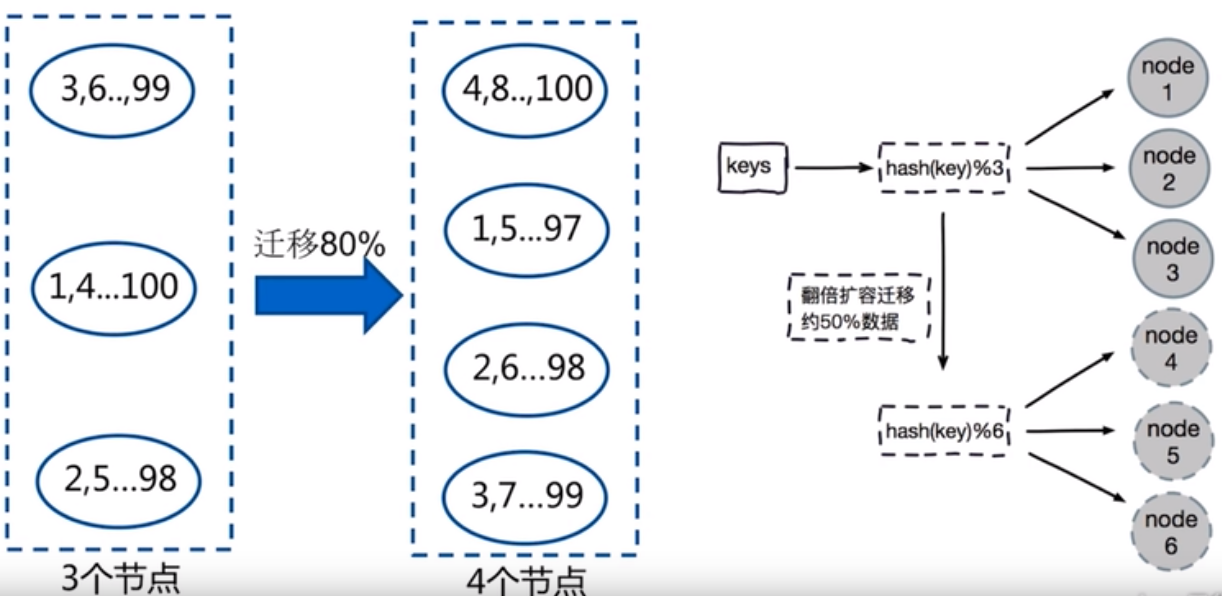 3,6..,99
1,4...100
2,5...98
3个节点
迁移80%
4,8..,100
1,5...97
2,6...98
3,7...99
4个节点
keys
hash(key)%3
node
1
node
2
node
3
翻倍扩容迁移
约50%数据
hash(key)%6
node
4
node
5
node
6